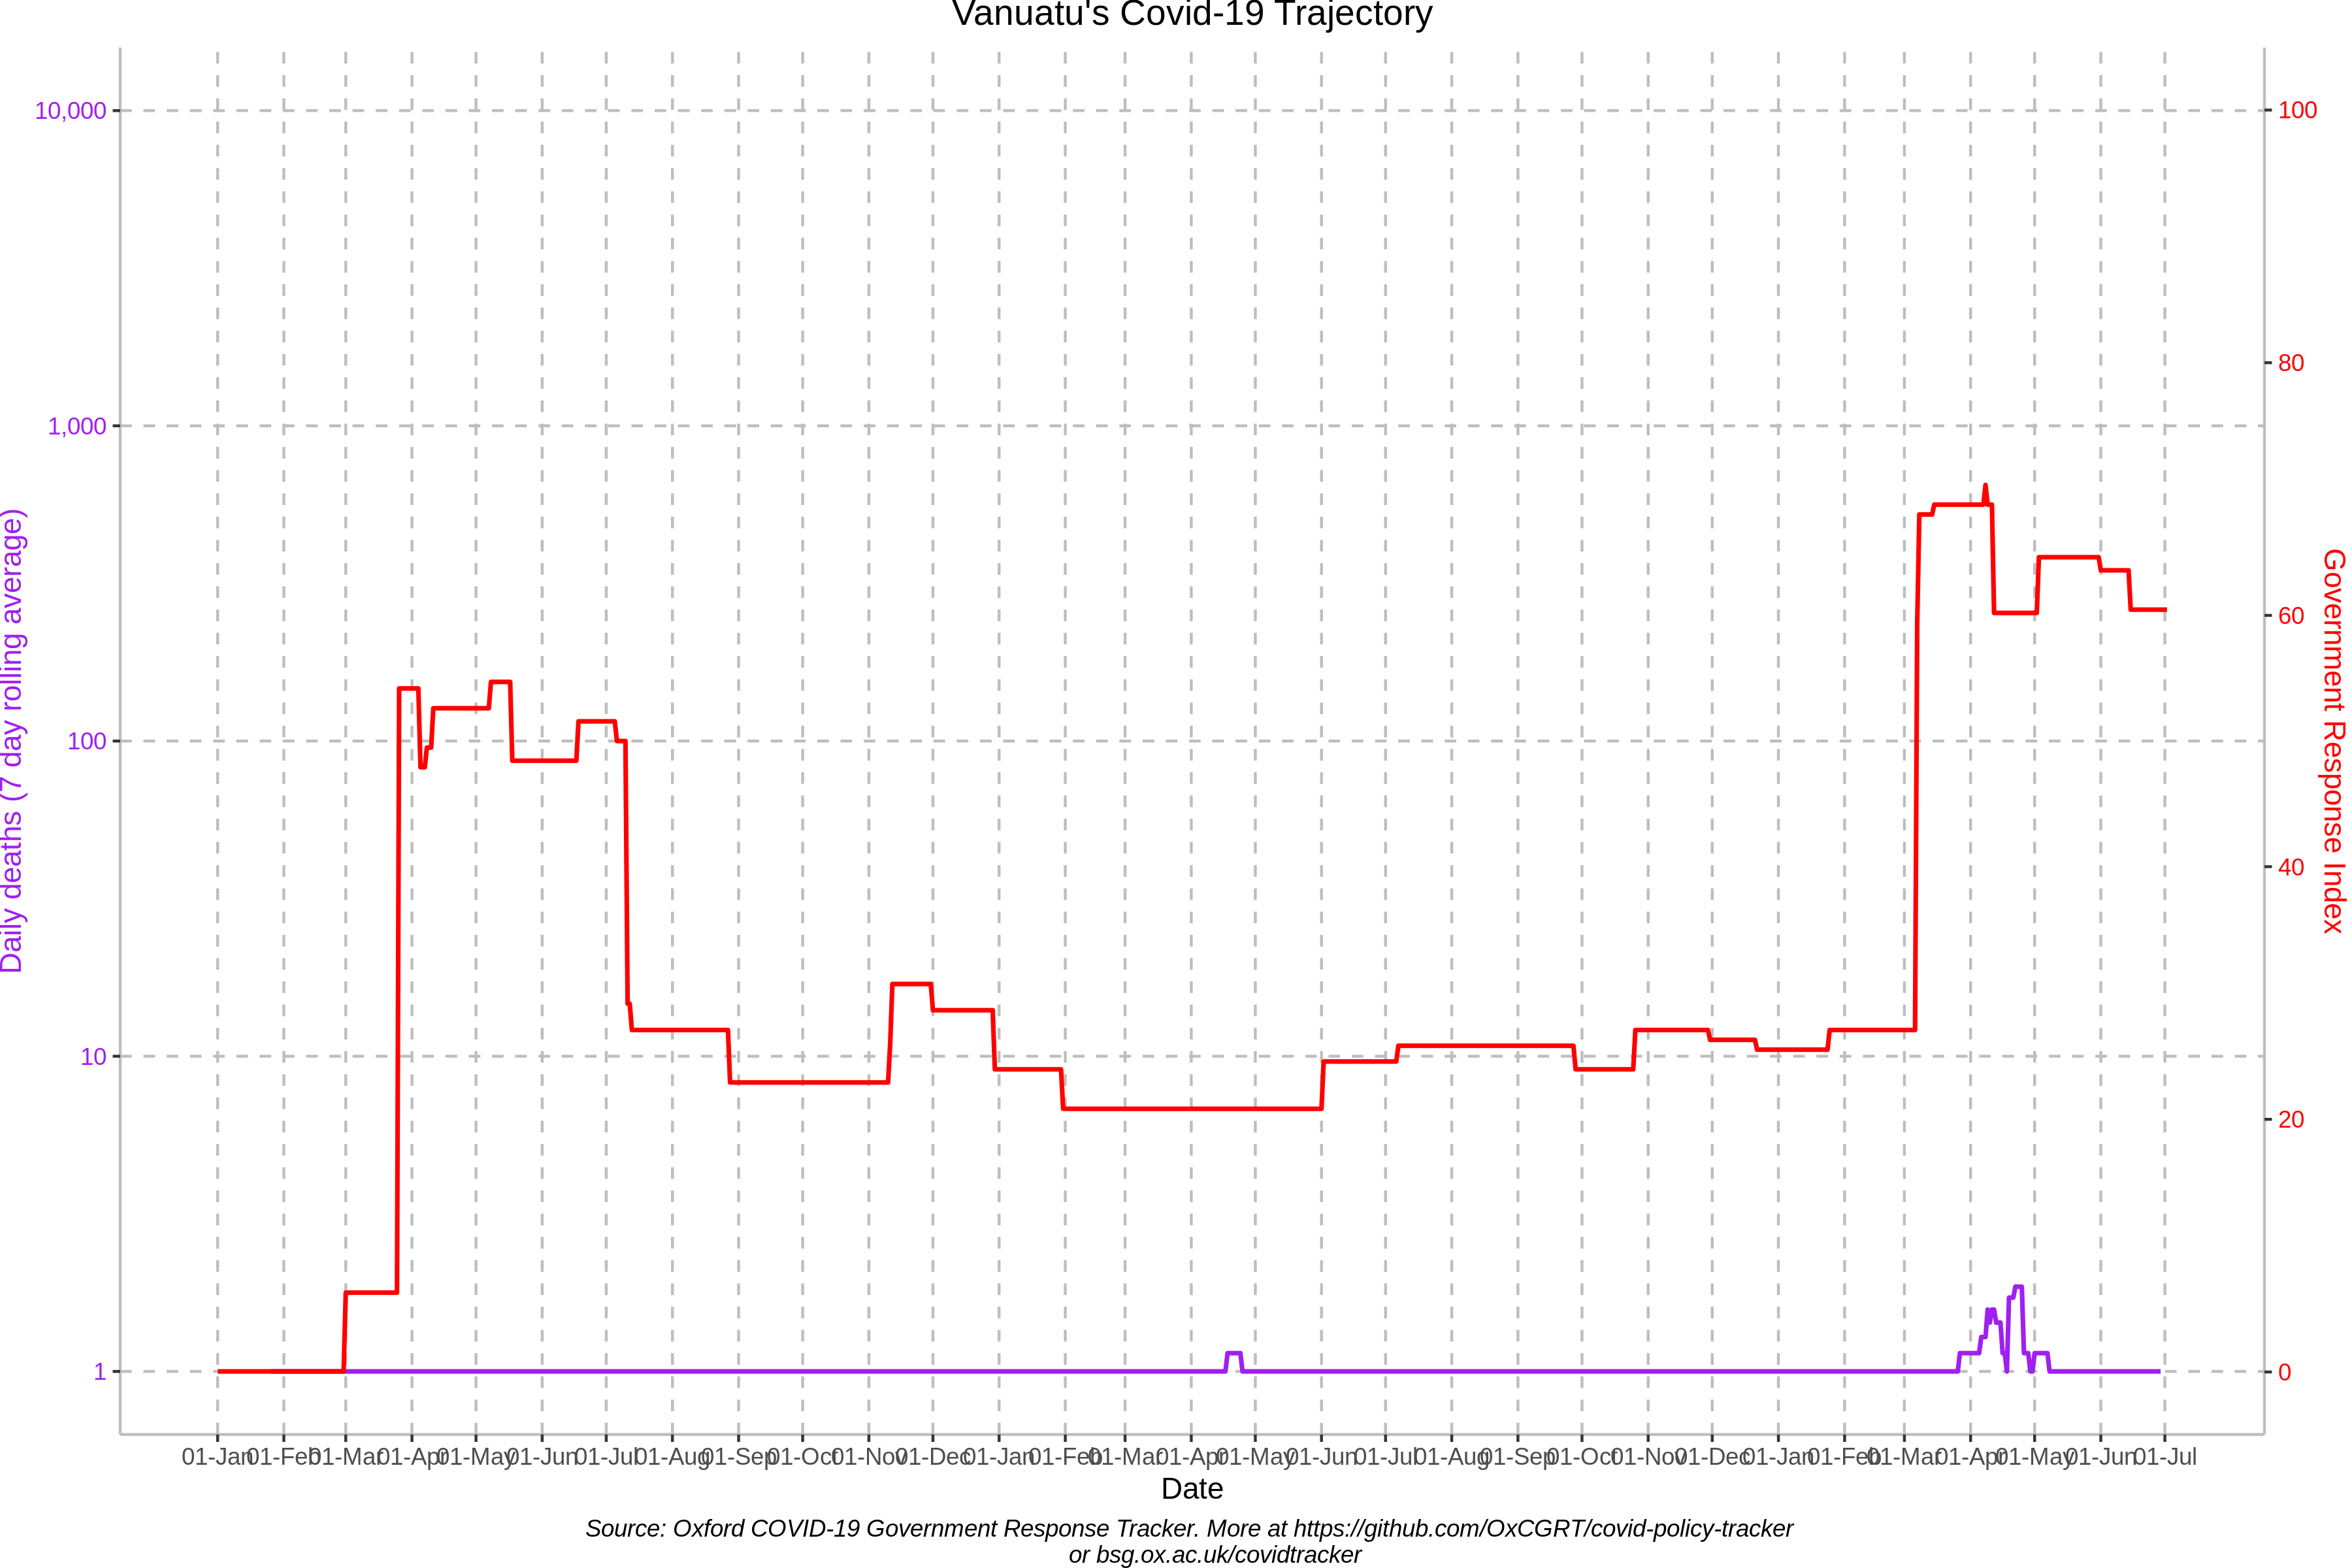 Vanuatu's Covid-19 Trajectory
10,000
1,000
100
10
1
Daily deaths (7 day rolling average)
100
80
60
40
20
0
Government Response Index
01-Jan 01-Feb 01-Mar 01-Apr 01-May 01-Jun 01-Jul 01-Aug 01-Sep 01-Oct 01-Nov 01-Dec 01-Jan 01-Feb 01-Mar 01-Apr 01-May 01-Jun 01-Jul 01-Aug 01-Sep 01-Oct 01-Nov 01-Dec 01-Jan 01-Feb 01-Mar 01-Apr 01-May 01-Jun 01-Jul
Date
Source: Oxford COVID-19 Government Response Tracker. More at https://github.com/OxCGRT/covid-policy-tracker
or bsg.ox.ac.uk/covidtracker